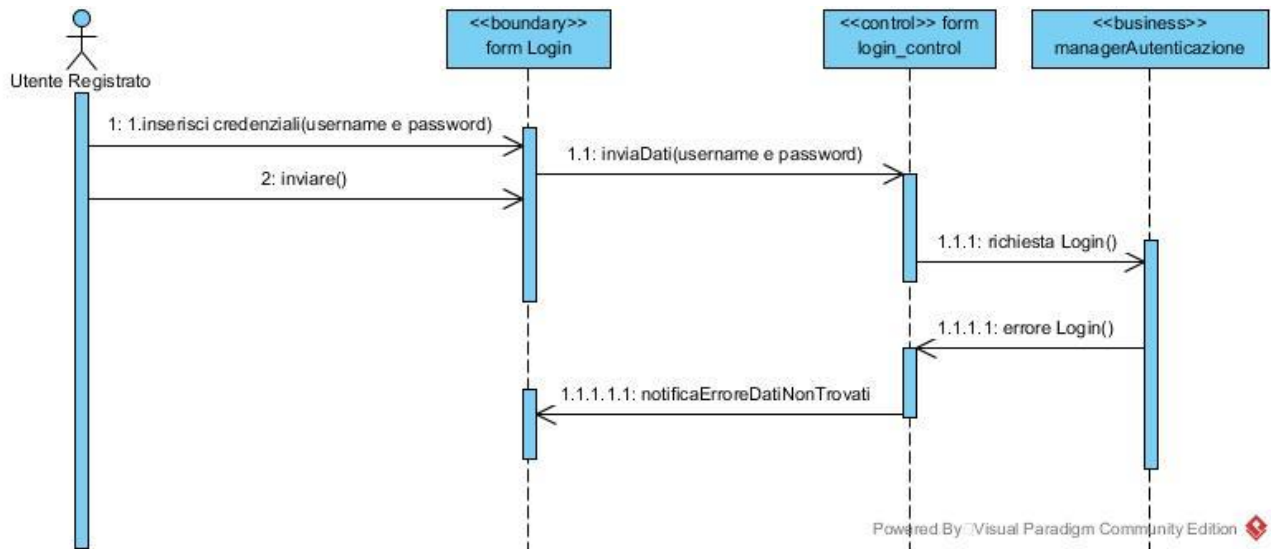 <<boundary>>
form Login
<<control>> form
login_control
<<business>>
managerAutenticazione
Utente Registrato
1: 1.inserisci credenziali(username e password)
1.1: inviaDati(username e password)
2: inviare()
1.1.1: richiesta Login()
1.1.1.1: errore Login()
1.1.1.1.1: notificaErroreDatiNonTrovati
Powered By Visual Paradigm Community Edition